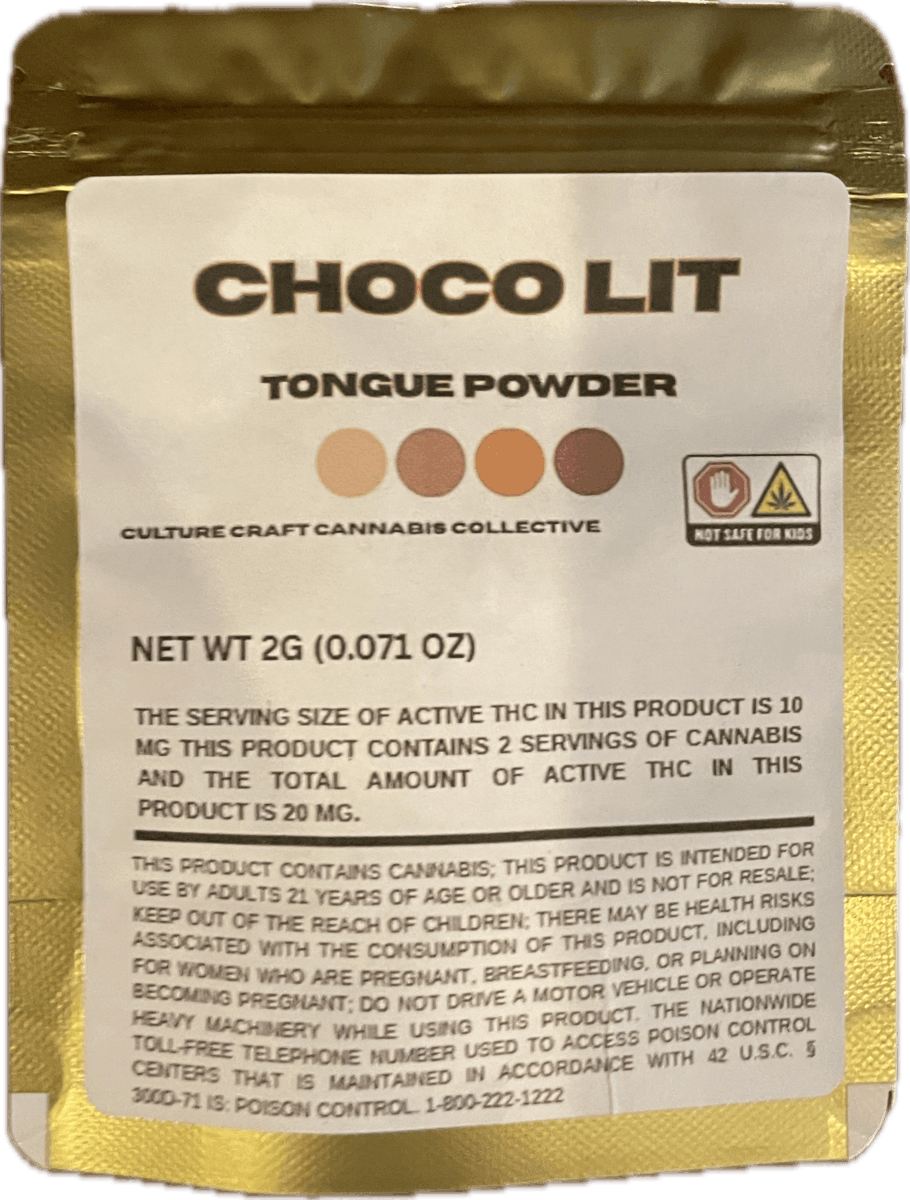 CHOCO LIT
TONGUE POWDER
CULTURE CRAFT CANNABIS COLLECTIVE
NOT SAFE FOR KIDS
NET WT 2G (0.071 OZ)
THE SERVING SIZE OF ACTIVE THC IN THIS PRODUCT IS 10
MG THIS PRODUCT CONTAINS 2 SERVINGS OF CANNABIS
AND THE TOTAL AMOUNT OF ACTIVE THC IN THIS
PRODUCT IS 20 MG.
THIS PRODUCT CONTAINS CANNABIS; THIS PRODUCT IS INTENDED FOR
USE BY ADULTS 21 YEARS OF AGE OR OLDER AND IS NOT FOR RESALE;
KEEP OUT OF THE REACH OF CHILDREN; THERE MAY BE HEALTH RISKS
ASSOCIATED WITH THE CONSUMPTION OF THIS PRODUCT, INCLUDING
FOR WOMEN WHO ARE PREGNANT, BREASTFEEDING, OR PLANNING ON
BECOMING PREGNANT; DO NOT DRIVE A MOTOR VEHICLE OR OPERATE
HEAVY MACHINERY WHILE USING THIS PRODUCT. THE NATIONWIDE
TOLL-FREE TELEPHONE NUMBER USED TO ACCESS POISON CONTROL
CENTERS THAT IS MAINTAINED IN ACCORDANCE WITH 42 U.S.C. §
300D-71 IS: POISON CONTROL. 1-800-222-1222